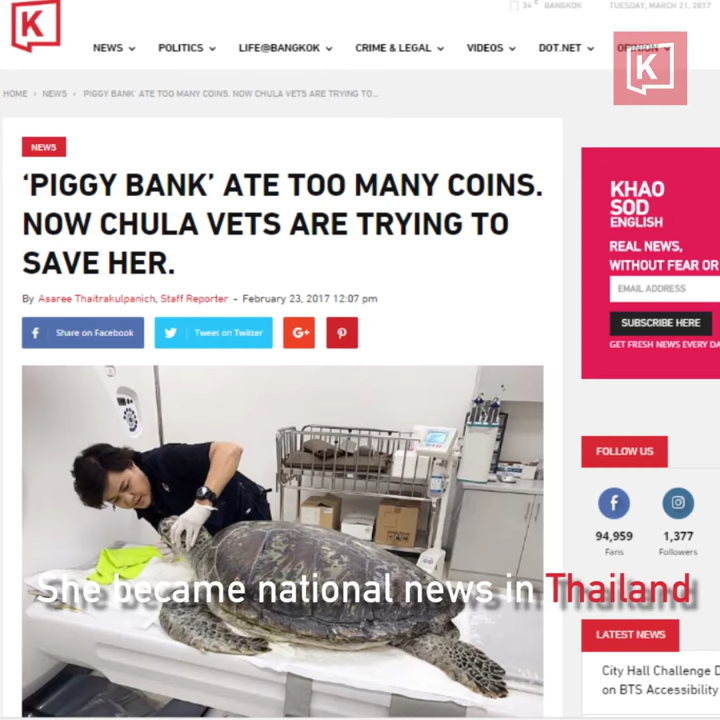 K
34 C BANGKOK TUESDAY, MARCH 21, 2017
NEWS POLITICS LIFE@BANGKOK CRIME & LEGAL VIDEOS DOT.NET OPINION
K
HOME › NEWS › 'PIGGY BANK' ATE TOO MANY COINS. NOW CHULA VETS ARE TRYING TO...
NEWS
‘PIGGY BANK’ ATE TOO MANY COINS.
NOW CHULA VETS ARE TRYING TO
SAVE HER.
By Asaree Thaitrakulpanich, Staff Reporter - February 23, 2017 12:07 pm
Share on Facebook
Tweet on Twitter
G+
KHAO
SOD
ENGLISH
REAL NEWS,
WITHOUT FEAR OR
EMAIL ADDRESS
SUBSCRIBE HERE
GET FRESH NEWS EVERY DA
FOLLOW US
94,959 1,377
Fans Followers
She became national news in Thailand
LATEST NEWS
City Hall Challenge D
on BTS Accessibility